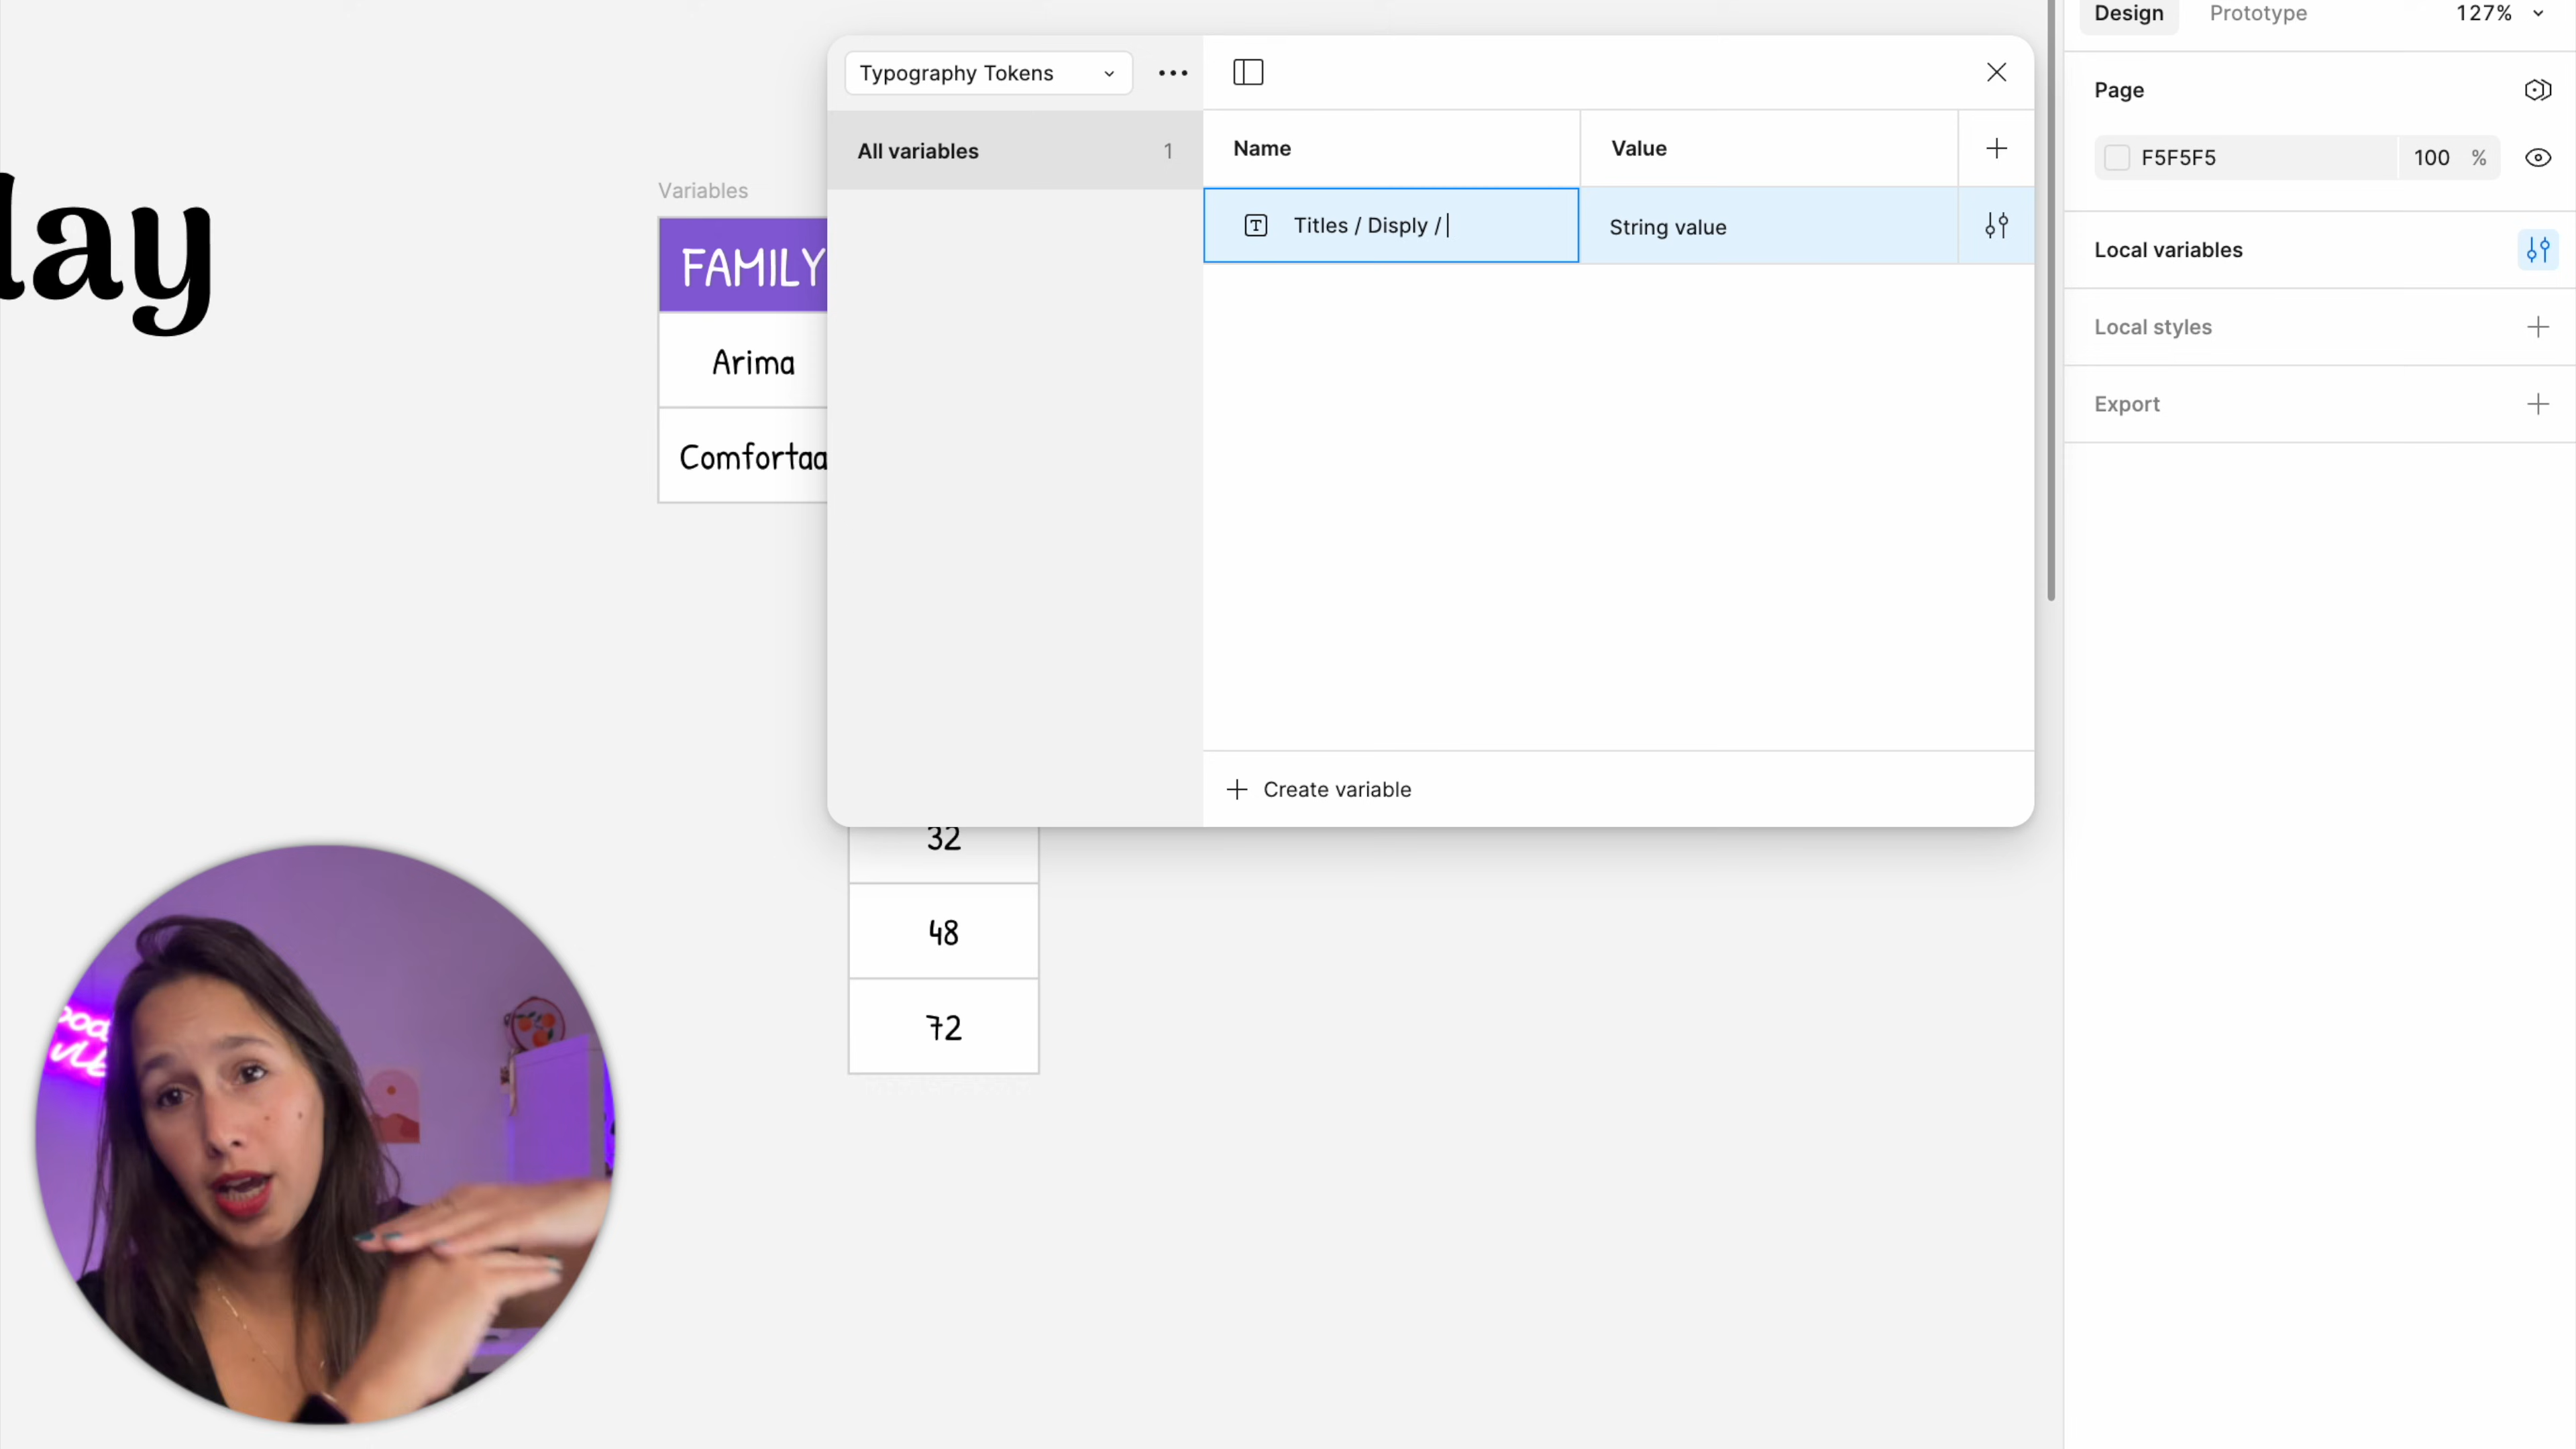 Design Prototype 127%
Typography Tokens
Page
All variables 1
Name Value
F5F5F5 100 %
lay
Variables
FAMILY
Titles / Disply /
String value
Local variables
Local styles
Arima
Export
Comfortaa
Create variable
32
48
72